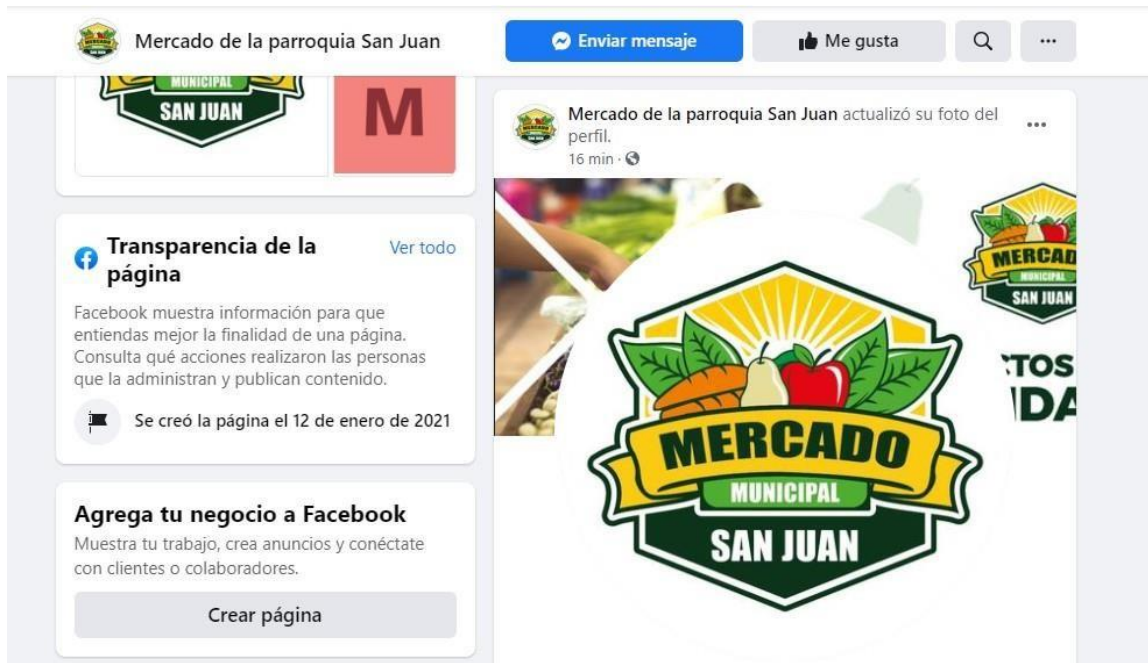 Mercado de la parroquia San Juan
Enviar mensaje
Me gusta
MUNICIPAL
SAN JUAN
M
Transparencia de la
página
Ver todo
Facebook muestra información para que
entiendas mejor la finalidad de una página.
Consulta qué acciones realizaron las personas
que la administran y publican contenido.
Se creó la página el 12 de enero de 2021
Agrega tu negocio a Facebook
Muestra tu trabajo, crea anuncios y conéctate
con clientes o colaboradores.
Crear página
Mercado de la parroquia San Juan actualizó su foto del
perfil.
16 min ·
MERCAD
MUNICIPAL
SAN JUAN
TOS
IDA
MERCADO
MUNICIPAL
SAN JUAN